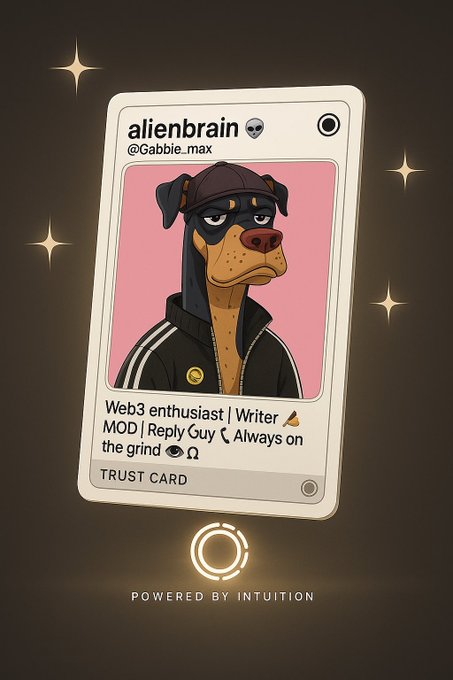 alienbrain 👽
@Gabbie_max
Web3 enthusiast | Writer ✍️
MOD | Reply Guy 📞 Always on
the grind 👁️ Ω
TRUST CARD
POWERED BY INTUITION